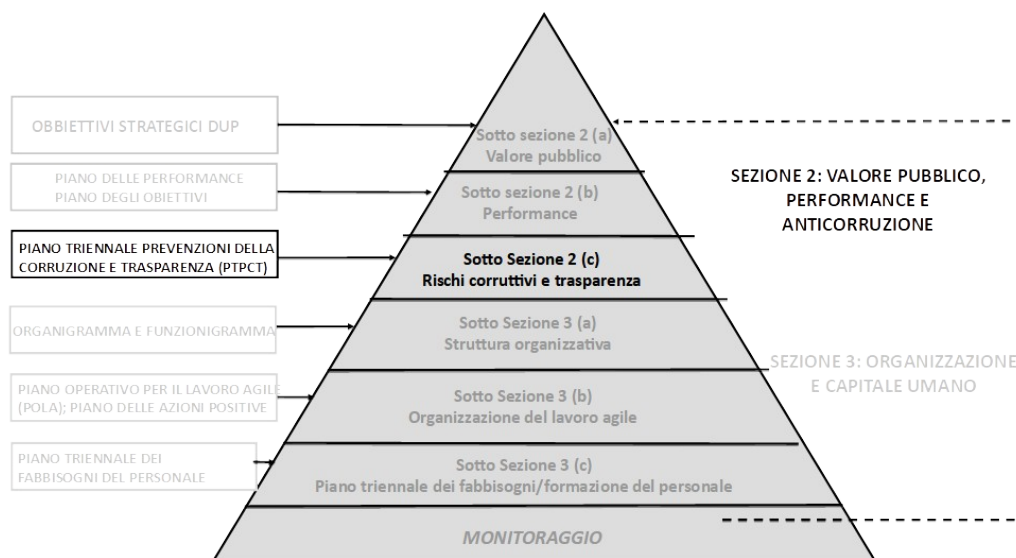 OBBIETTIVI STRATEGICI DUP
Sotto sezione 2 (a)
Valore pubblico
PIANO DELLE PERFORMANCE
PIANO DEGLI OBIETTIVI
Sotto sezione 2 (b)
Performance
SEZIONE 2: VALORE PUBBLICO,
PERFORMANCE E
ANTICORRUZIONE
PIANO TRIENNALE PREVENZIONI DELLA
CORRUZIONE E TRASPARENZA (PTPCT)
Sotto Sezione 2 (c)
Rischi corruttivi e trasparenza
ORGANIGRAMMA E FUNZIONIGRAMMA
Sotto Sezione 3 (a)
Struttura organizzativa
SEZIONE 3: ORGANIZZAZIONE
E CAPITALE UMANO
PIANO OPERATIVO PER IL LAVORO AGILE
(POLA); PIANO DELLE AZIONI POSITIVE
Sotto Sezione 3 (b)
Organizzazione del lavoro agile
PIANO TRIENNALE DEI
FABBISOGNI DEL PERSONALE
Sotto Sezione 3 (c)
Piano triennale dei fabbisogni/formazione del personale
MONITORAGGIO